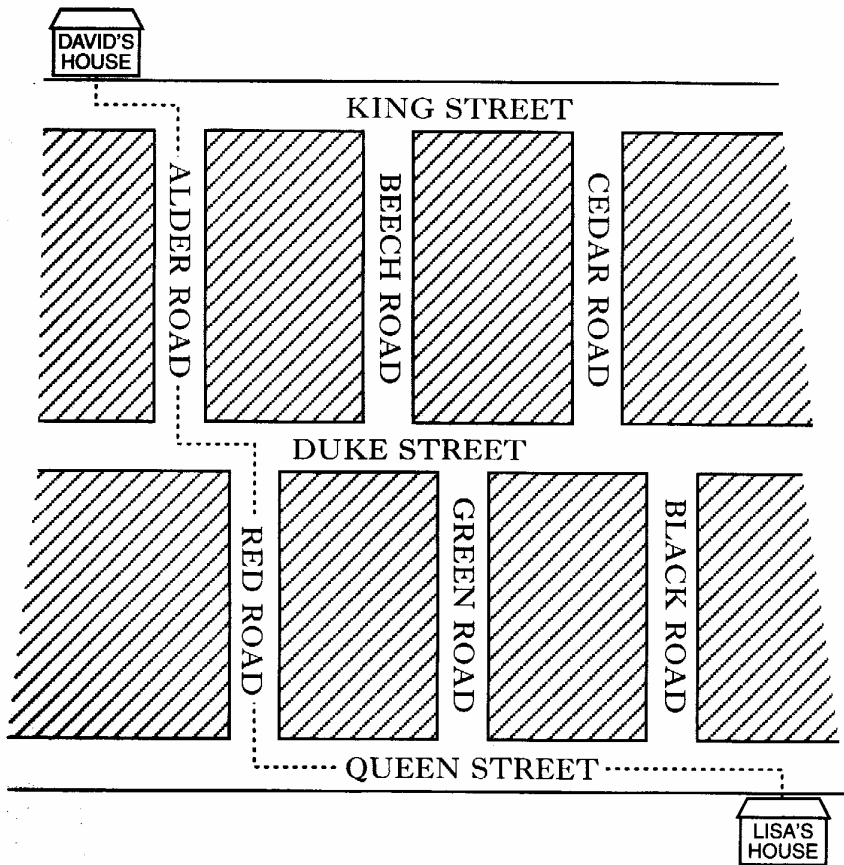 DAVID'S
HOUSE
KING STREET
ALDER ROAD
BEECH ROAD
CEDAR ROAD
DUKE STREET
RED ROAD
GREEN ROAD
BLACK ROAD
QUEEN STREET
LISA'S
HOUSE